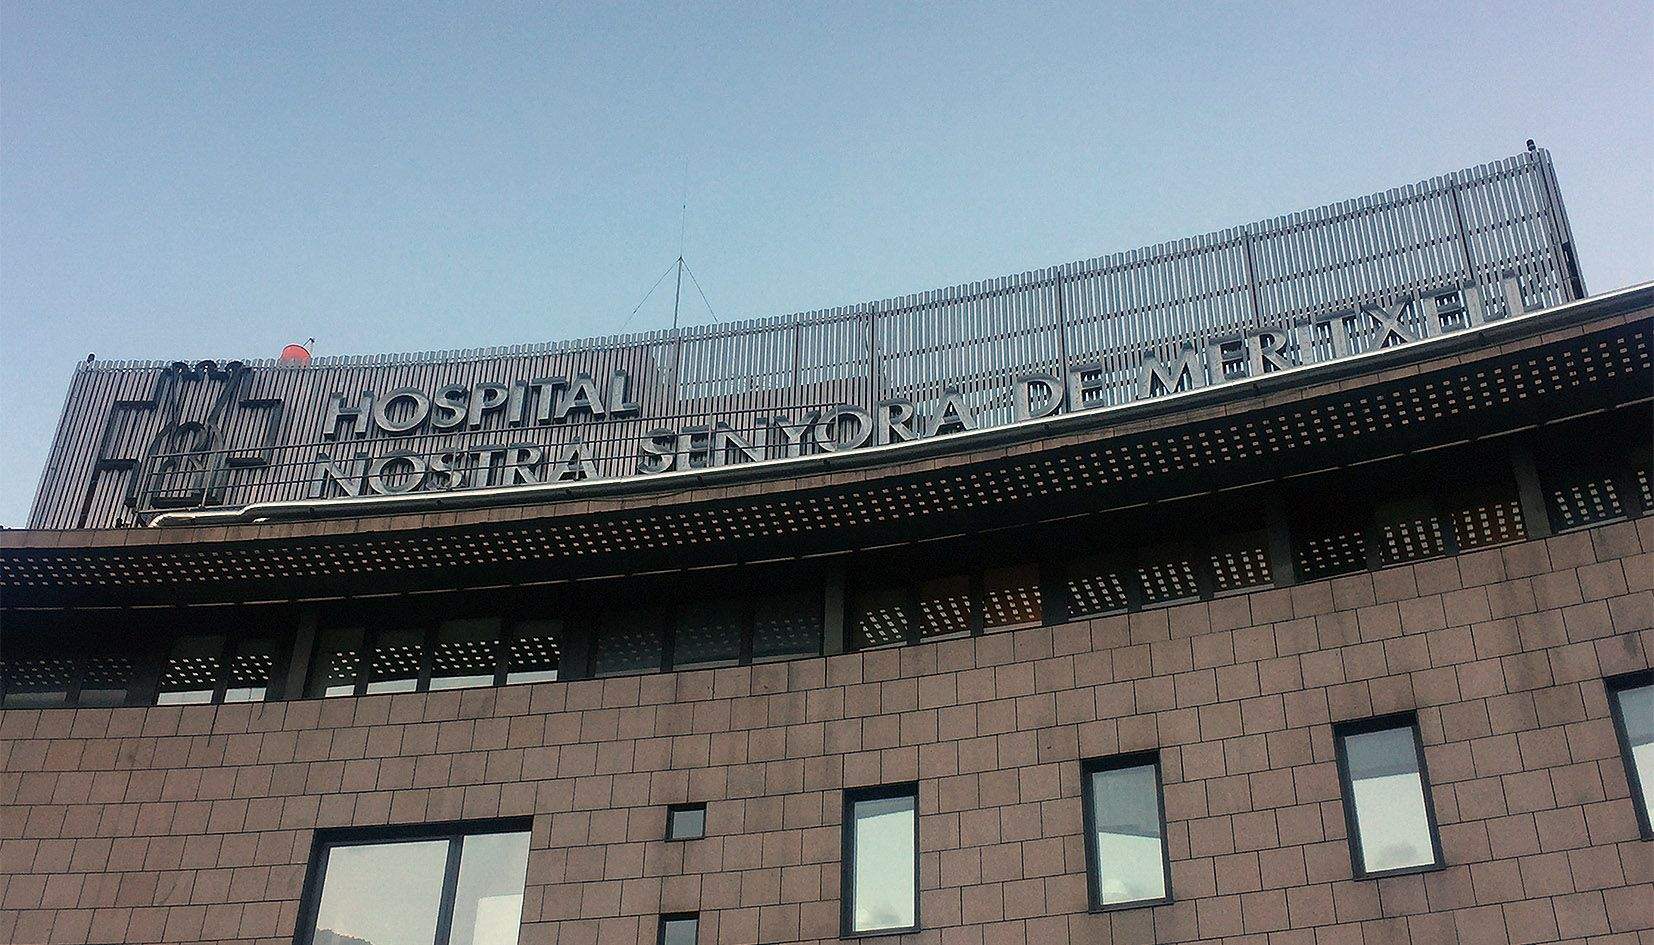 HOSPITAL
NOSTRA SENYORA DE MERITXELL